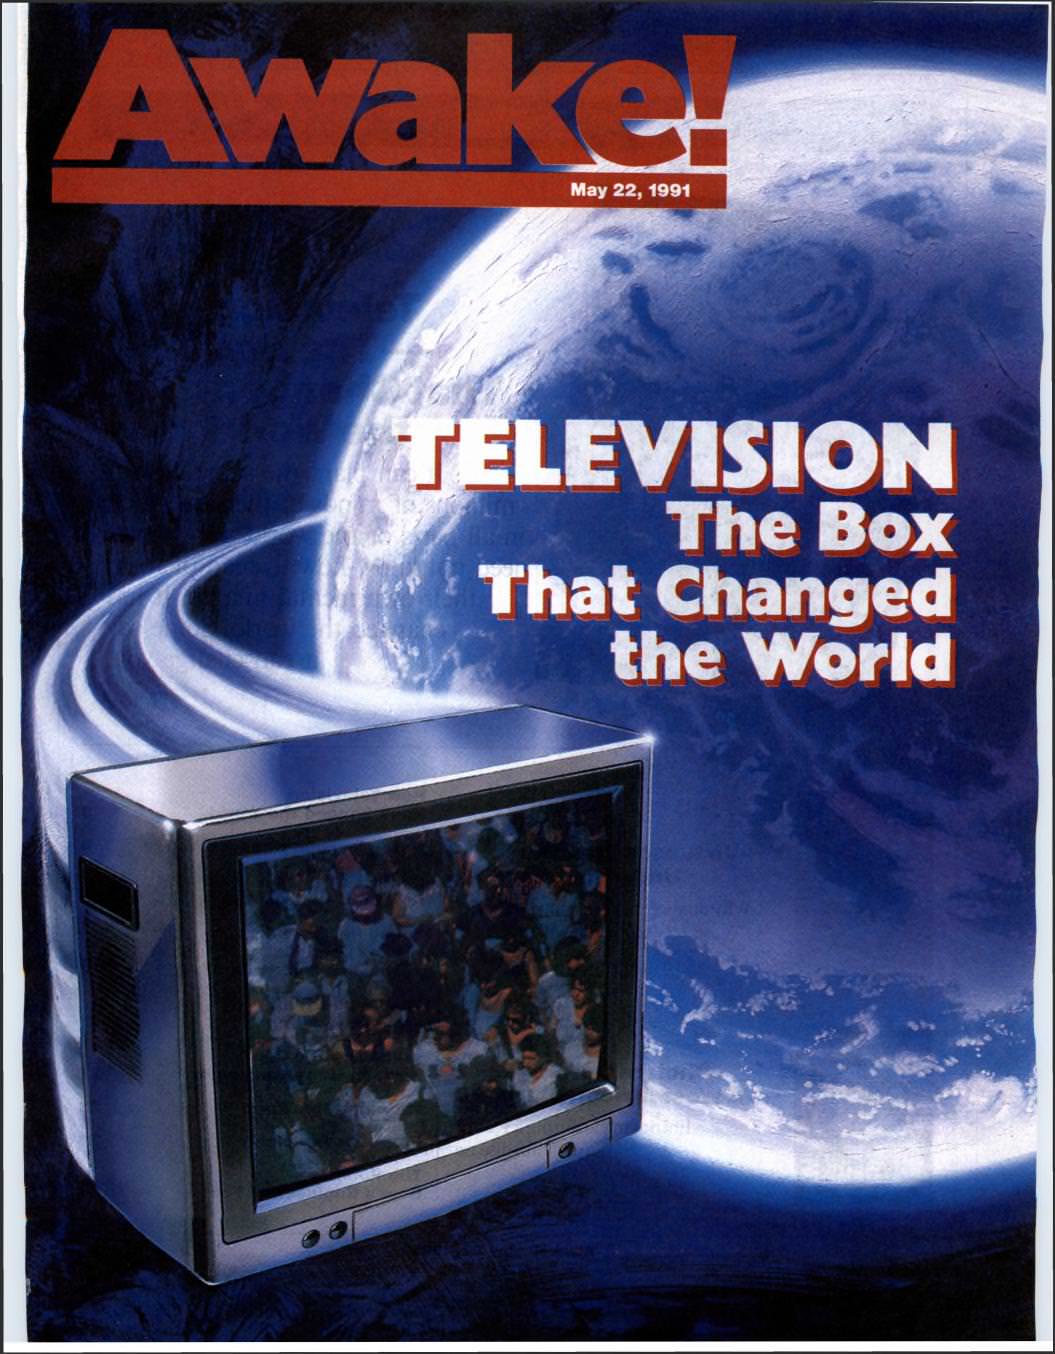 Awake!
May 22, 1991
TELEVISION
The Box
That Changed
the World